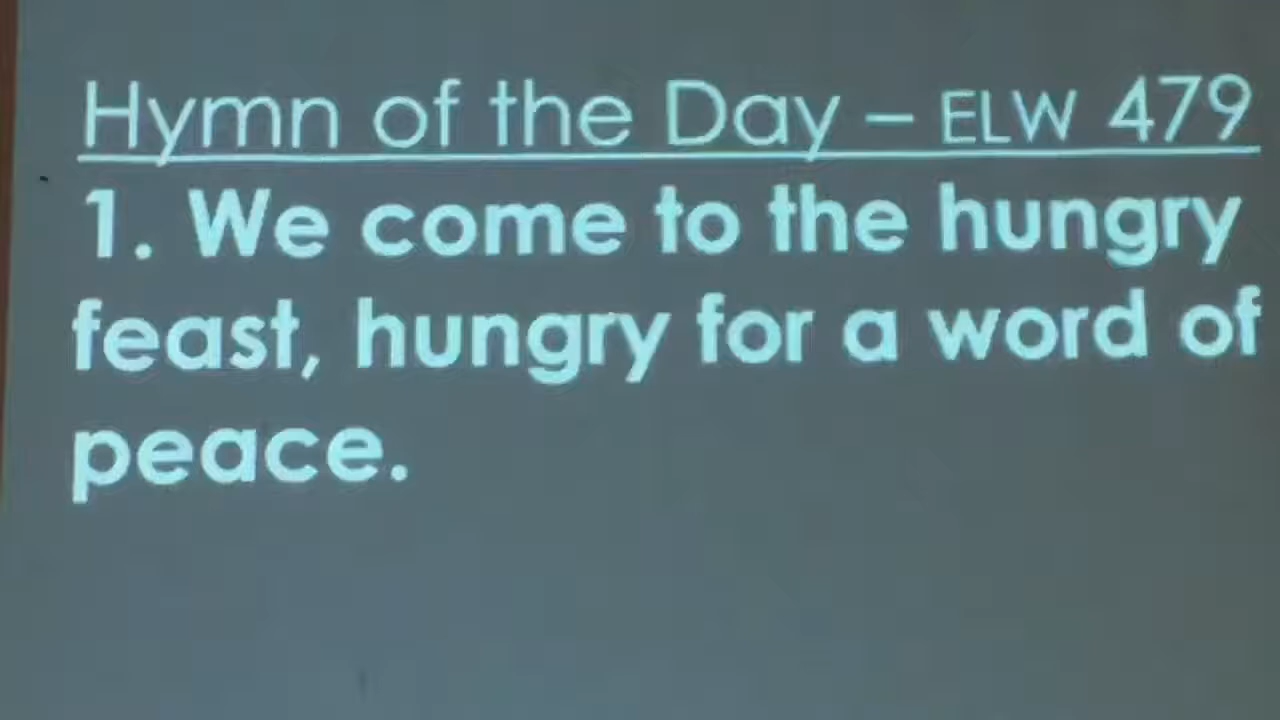 Hymn of the Day – ELW 479
1. We come to the hungry
feast, hungry for a word of
peace.